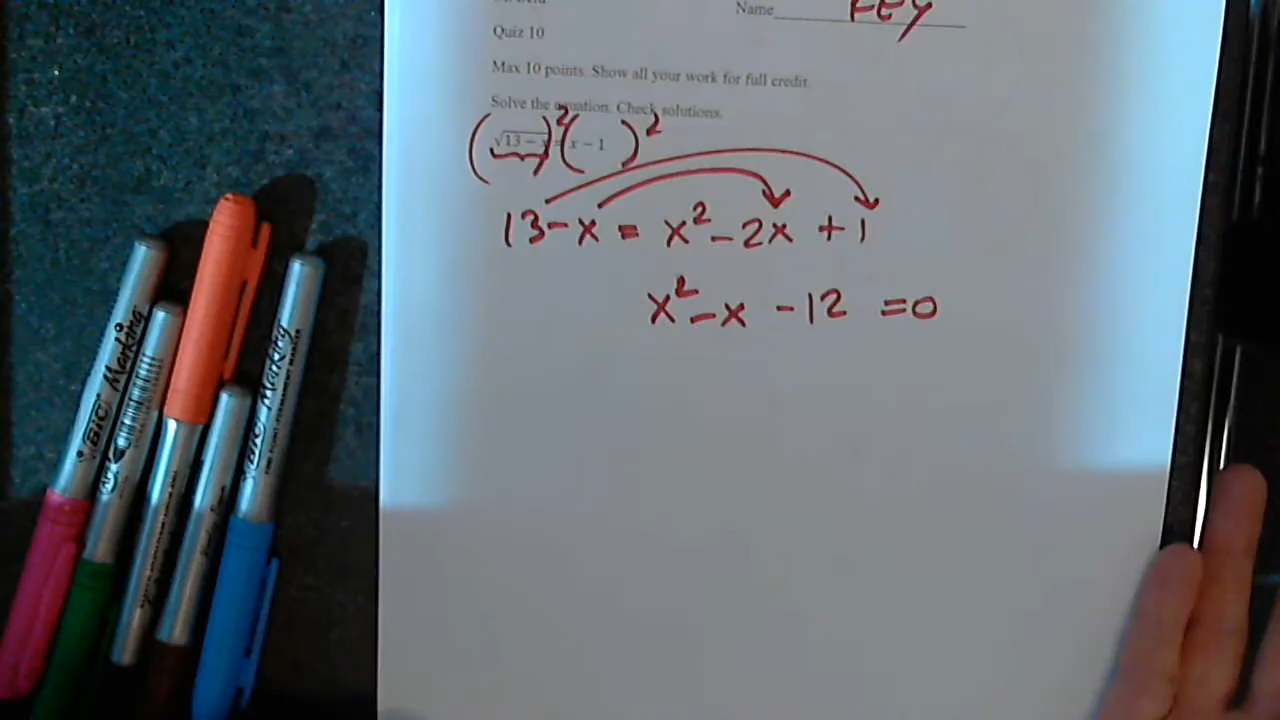 Name KEY
Quiz 10
Max 10 points. Show all your work for full credit.
Solve the equation. Check solutions.
(√13 − x)² = (x − 1)²
13 − x = x² − 2x + 1
x² − x − 12 = 0
BIC Marking
BIC Marking